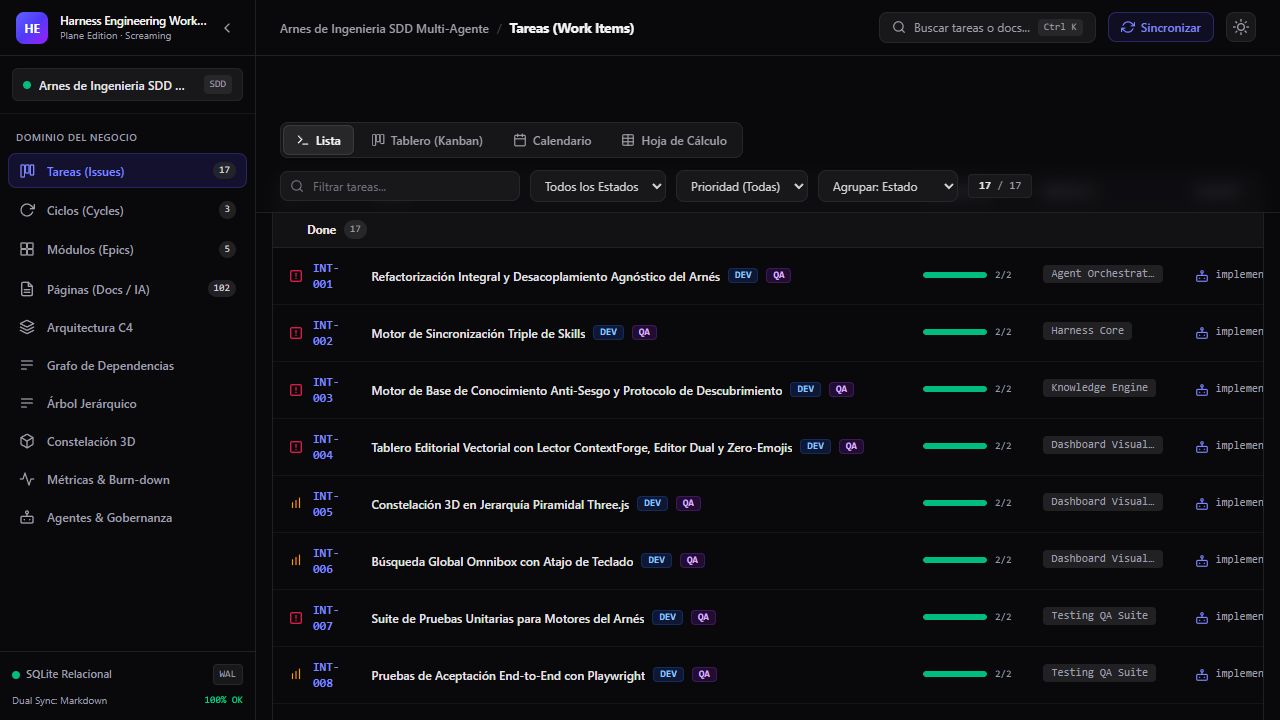 HE
Harness Engineering Work...
Plane Edition · Screaming
Arnes de Ingenieria SDD ...
SDD
DOMINIO DEL NEGOCIO
Tareas (Issues)
17
Ciclos (Cycles)
3
Módulos (Epics)
5
Páginas (Docs / IA)
102
Arquitectura C4
Grafo de Dependencias
Árbol Jerárquico
Constelación 3D
Métricas & Burn-down
Agentes & Gobernanza
SQLite Relacional
WAL
Dual Sync: Markdown
100% OK
Arnes de Ingenieria SDD Multi-Agente / Tareas (Work Items)
Buscar tareas o docs...
Ctrl K
Sincronizar
Lista
Tablero (Kanban)
Calendario
Hoja de Cálculo
Filtrar tareas...
Todos los Estados
Prioridad (Todas)
Agrupar: Estado
17 / 17
Done 17
INT-001
Refactorización Integral y Desacoplamiento Agnóstico del Arnés
DEV
QA
2/2
Agent Orchestrat…
implemen
INT-002
Motor de Sincronización Triple de Skills
DEV
QA
2/2
Harness Core
implemen
INT-003
Motor de Base de Conocimiento Anti-Sesgo y Protocolo de Descubrimiento
DEV
QA
2/2
Knowledge Engine
implemen
INT-004
Tablero Editorial Vectorial con Lector ContextForge, Editor Dual y Zero-Emojis
DEV
QA
2/2
Dashboard Visual…
implemen
INT-005
Constelación 3D en Jerarquía Piramidal Three.js
DEV
QA
2/2
Dashboard Visual…
implemen
INT-006
Búsqueda Global Omnibox con Atajo de Teclado
DEV
QA
2/2
Dashboard Visual…
implemen
INT-007
Suite de Pruebas Unitarias para Motores del Arnés
DEV
QA
2/2
Testing QA Suite
implemen
INT-008
Pruebas de Aceptación End-to-End con Playwright
DEV
QA
2/2
Testing QA Suite
implemen